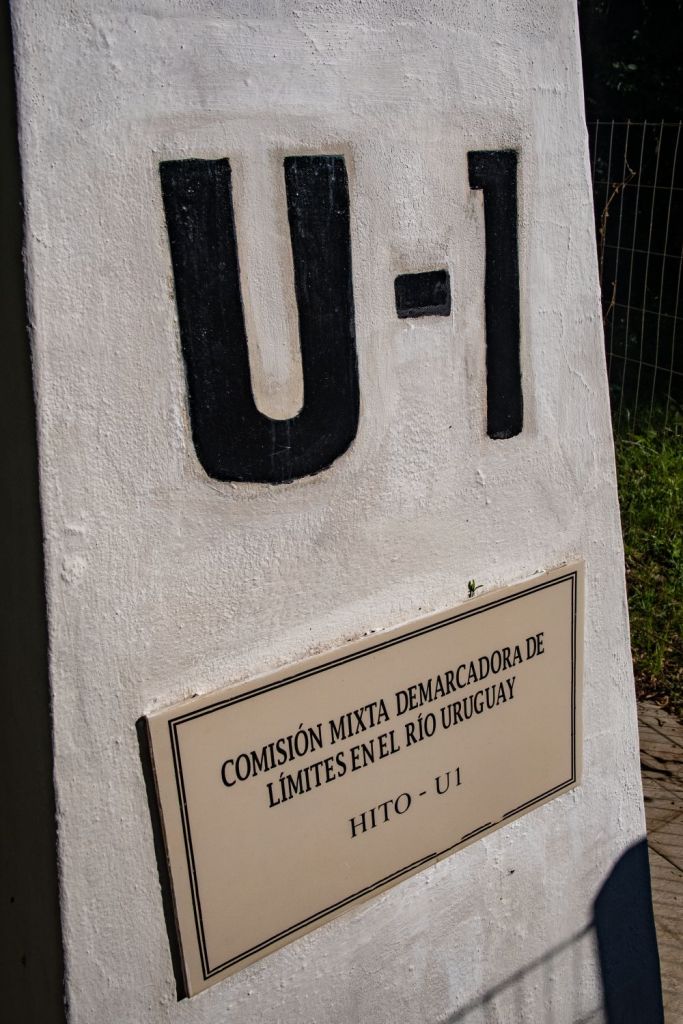 U-1
COMISIÓN MIXTA DEMARCADORA DE
LÍMITES EN EL RÍO URUGUAY
HITO - U1